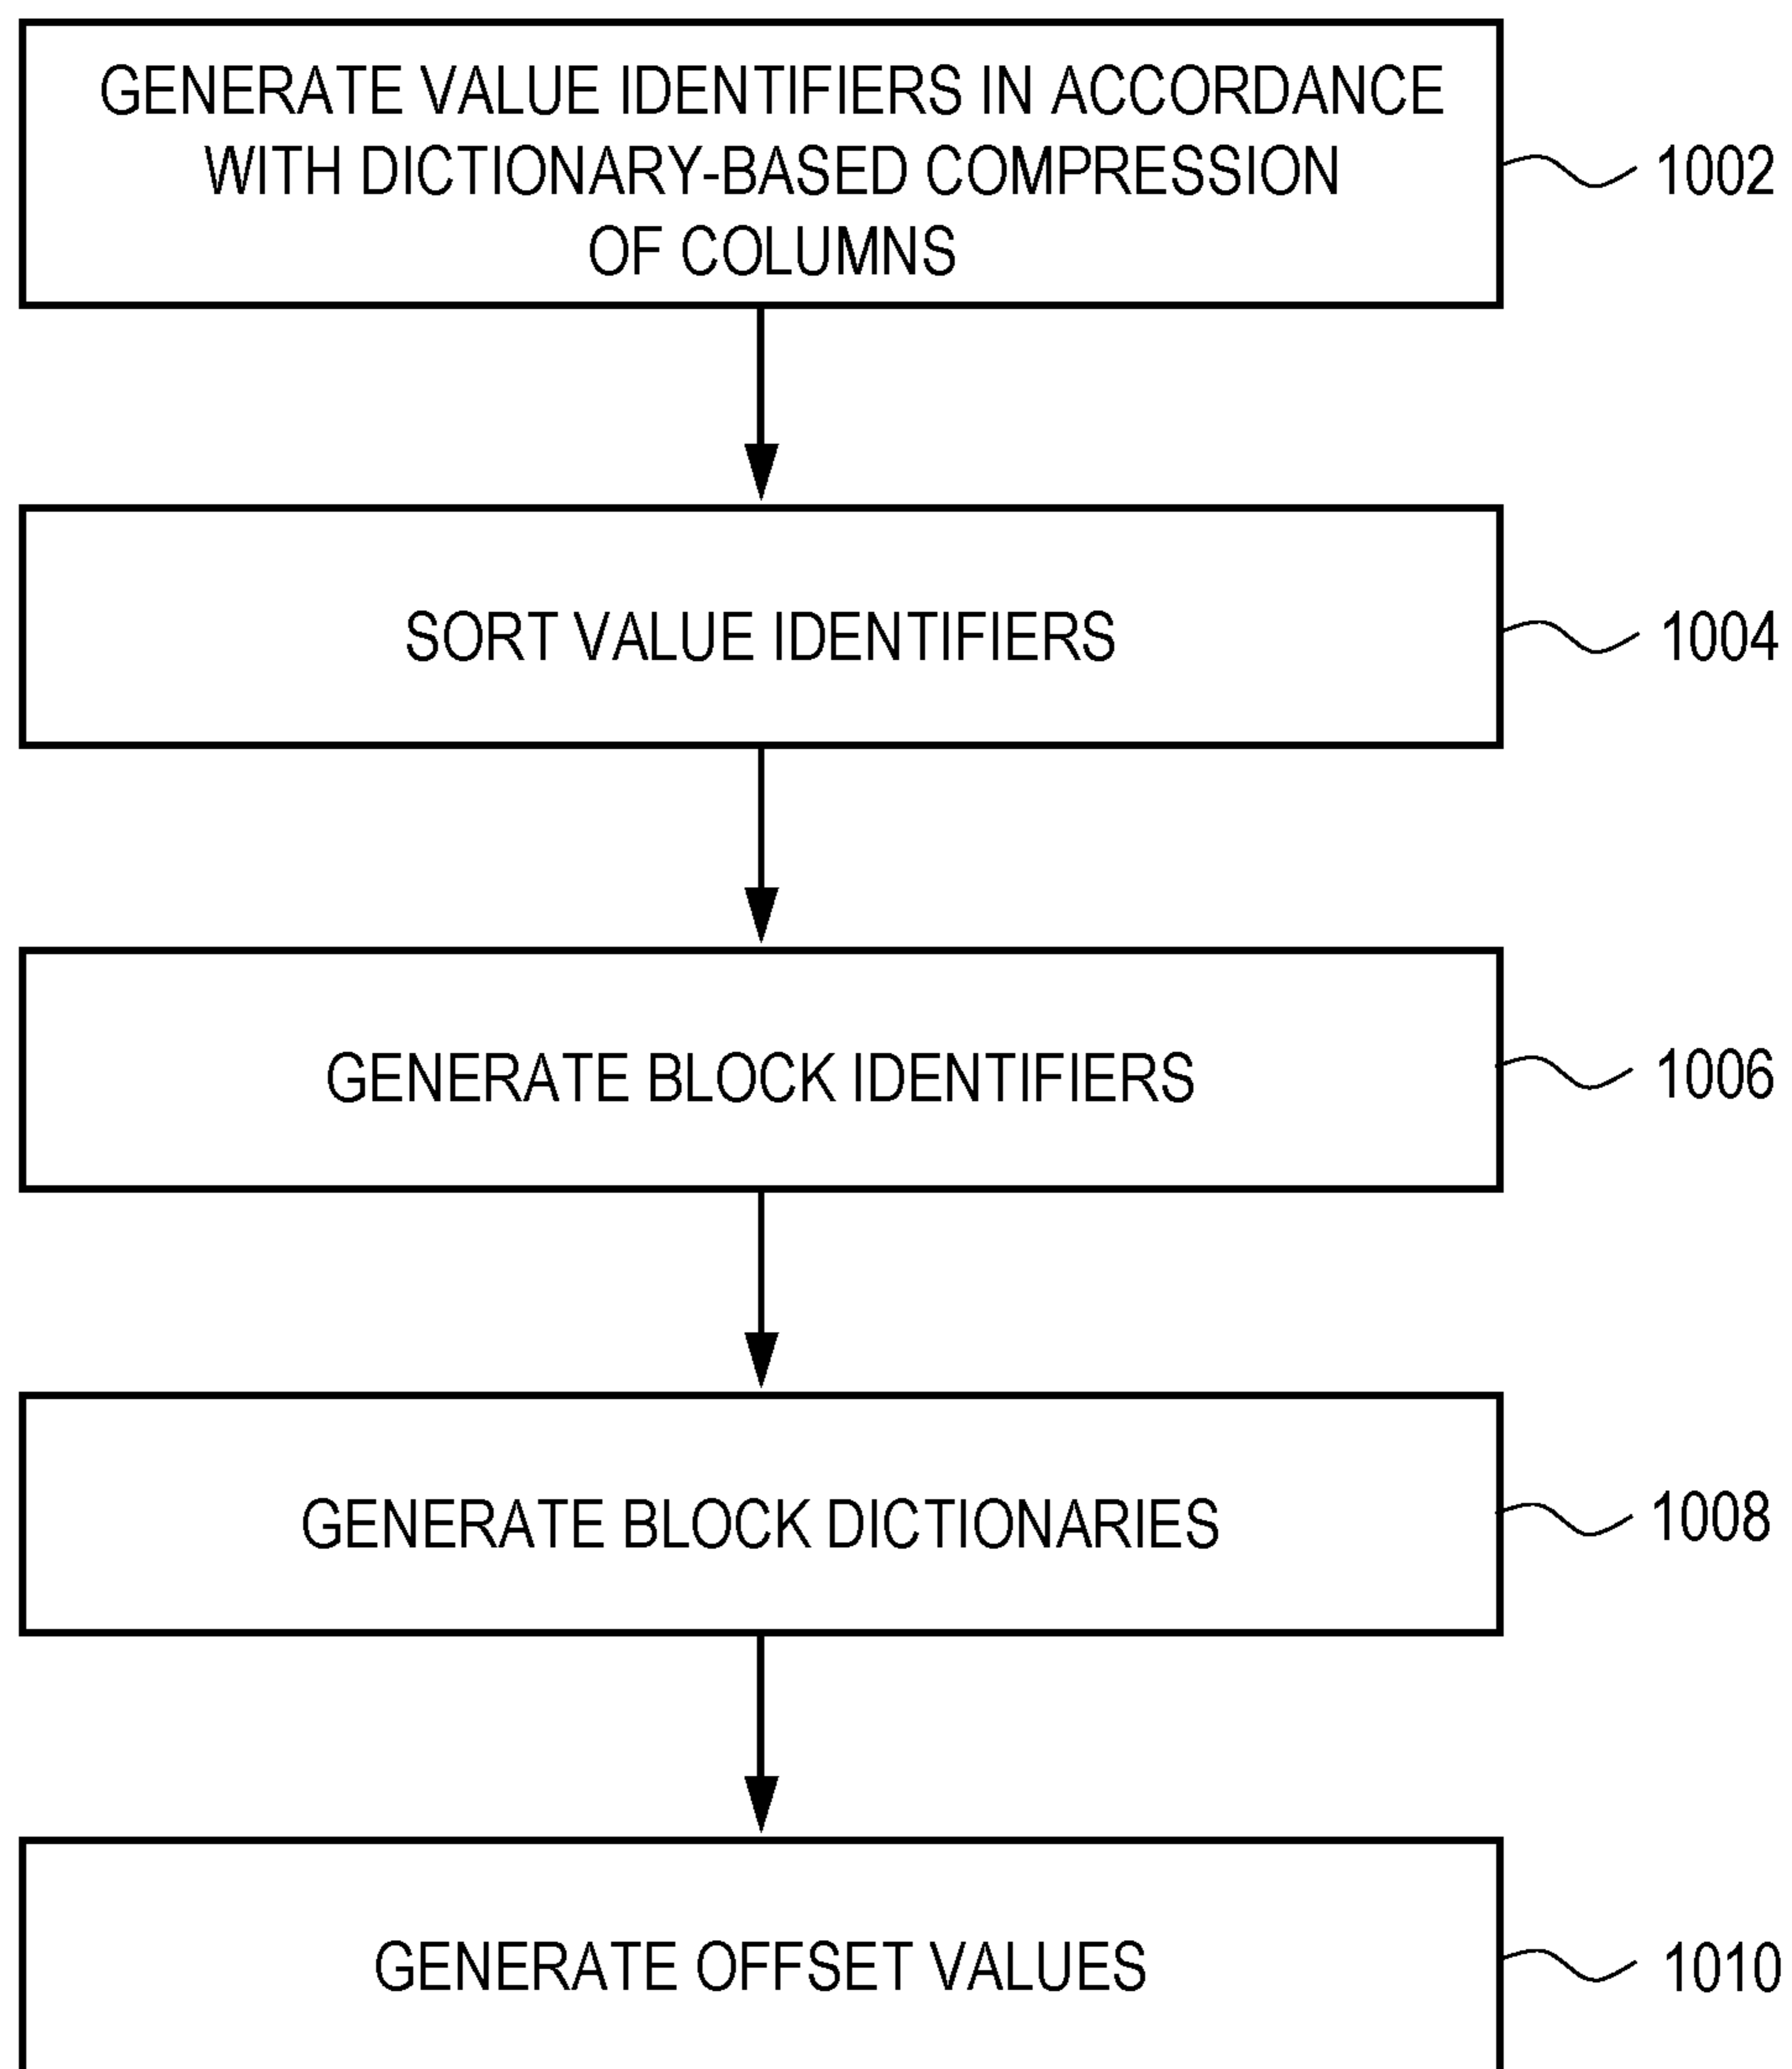 GENERATE VALUE IDENTIFIERS IN ACCORDANCE
WITH DICTIONARY-BASED COMPRESSION
OF COLUMNS
1002
SORT VALUE IDENTIFIERS
1004
GENERATE BLOCK IDENTIFIERS
1006
GENERATE BLOCK DICTIONARIES
1008
GENERATE OFFSET VALUES
1010